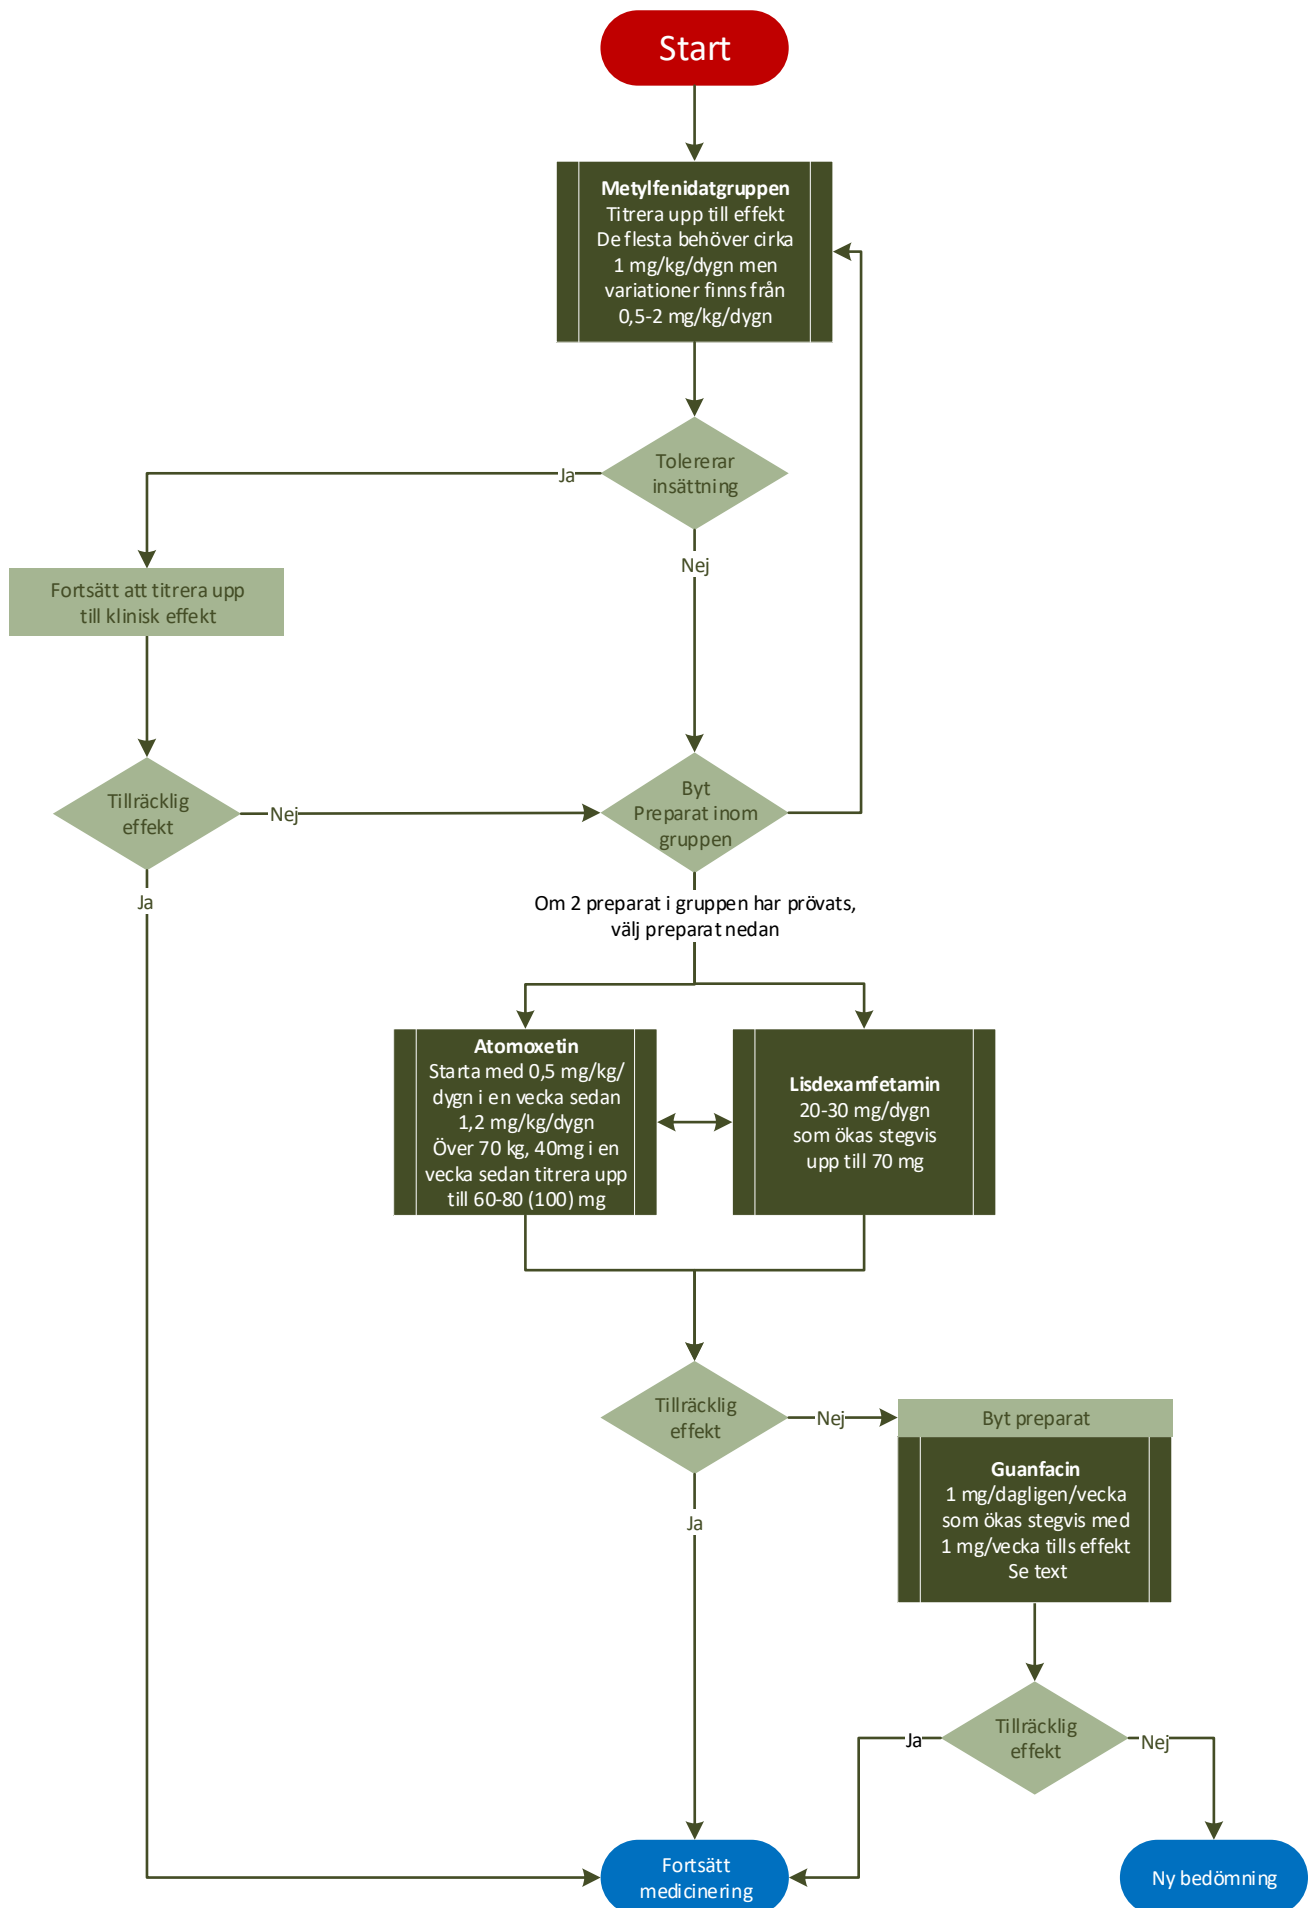 Start
Metylfenidatgruppen
Titrera upp till effekt
De flesta behöver cirka
1 mg/kg/dygn men
variationer finns från
0,5-2 mg/kg/dygn
Tolererar
insättning
Ja
Nej
Fortsätt att titrera upp
till klinisk effekt
Tillräcklig
effekt
Nej
Ja
Byt
Preparat inom
gruppen
Om 2 preparat i gruppen har prövats,
välj preparat nedan
Atomoxetin
Starta med 0,5 mg/kg/
dygn i en vecka sedan
1,2 mg/kg/dygn
Över 70 kg, 40mg i en
vecka sedan titrera upp
till 60-80 (100) mg
Lisdexamfetamin
20-30 mg/dygn
som ökas stegvis
upp till 70 mg
Tillräcklig
effekt
Nej
Ja
Byt preparat
Guanfacin
1 mg/dagligen/vecka
som ökas stegvis med
1 mg/vecka tills effekt
Se text
Tillräcklig
effekt
Ja
Nej
Fortsätt
medicinering
Ny bedömning